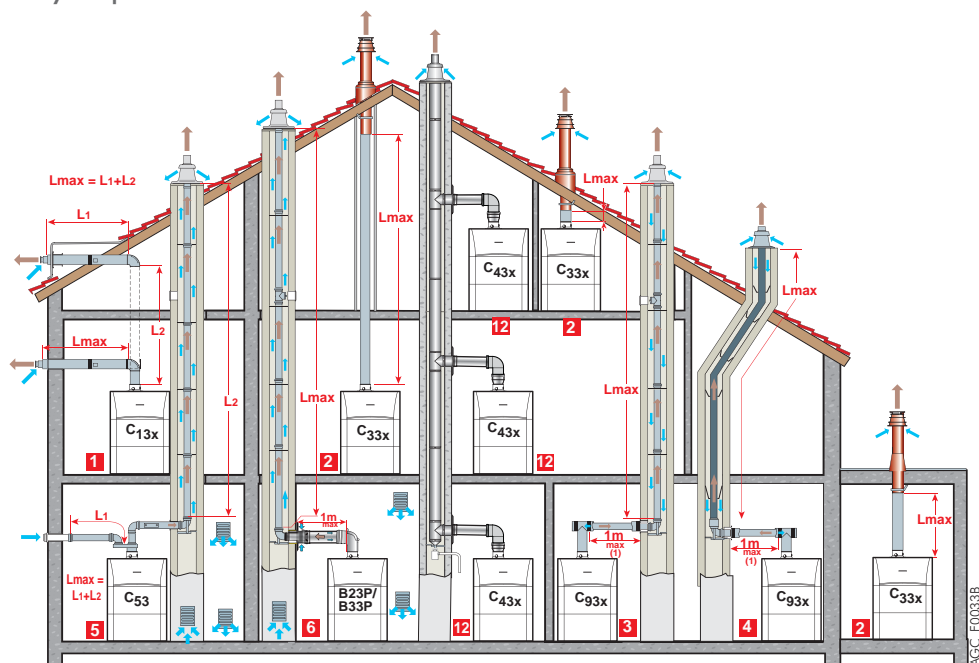 Lmax = L1+L2
L1
Lmax
L2
C13x
1
L2
L1
Lmax =
L1+L2
C53
5
Lmax
1m
max
B23P/
B33P
6
Lmax
C33x
2
C43x
12
C33x
2
Lmax
C43x
12
C43x
12
Lmax
1m
max
(1)
C93x
3
Lmax
1m
max
(1)
C93x
4
Lmax
C33x
2
AGC_F0033B